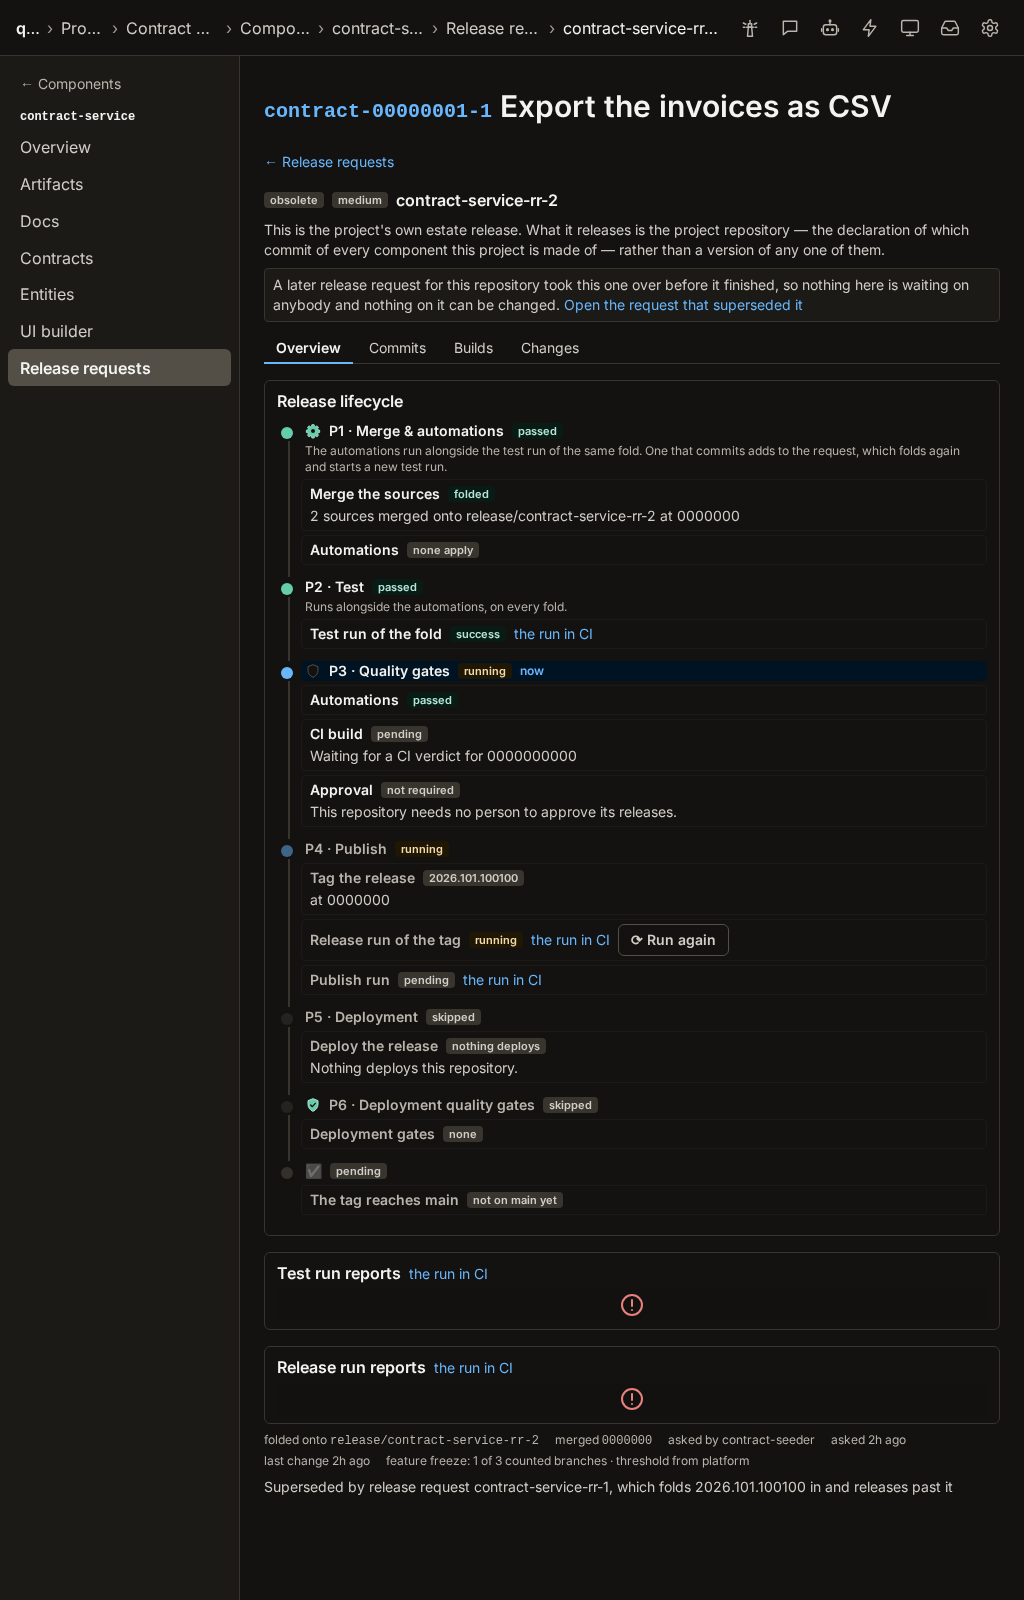 q... › Pro... › Contract ... › Compo... › contract-s... › Release re... › contract-service-rr...
← Components
contract-service
Overview
Artifacts
Docs
Contracts
Entities
UI builder
Release requests
contract-00000001-1 Export the invoices as CSV
← Release requests
obsolete medium contract-service-rr-2
This is the project's own estate release. What it releases is the project repository — the declaration of which
commit of every component this project is made of — rather than a version of any one of them.
A later release request for this repository took this one over before it finished, so nothing here is waiting on
anybody and nothing on it can be changed. Open the request that superseded it
Overview Commits Builds Changes
Release lifecycle
P1 · Merge & automations passed
The automations run alongside the test run of the same fold. One that commits adds to the request, which folds again
and starts a new test run.
Merge the sources folded
2 sources merged onto release/contract-service-rr-2 at 0000000
Automations none apply
P2 · Test passed
Runs alongside the automations, on every fold.
Test run of the fold success the run in CI
P3 · Quality gates running now
Automations passed
CI build pending
Waiting for a CI verdict for 0000000000
Approval not required
This repository needs no person to approve its releases.
P4 · Publish running
Tag the release 2026.101.100100
at 0000000
Release run of the tag running the run in CI ⟳ Run again
Publish run pending the run in CI
P5 · Deployment skipped
Deploy the release nothing deploys
Nothing deploys this repository.
P6 · Deployment quality gates skipped
Deployment gates none
pending
The tag reaches main not on main yet
Test run reports the run in CI
Release run reports the run in CI
folded onto release/contract-service-rr-2 merged 0000000 asked by contract-seeder asked 2h ago
last change 2h ago feature freeze: 1 of 3 counted branches · threshold from platform
Superseded by release request contract-service-rr-1, which folds 2026.101.100100 in and releases past it